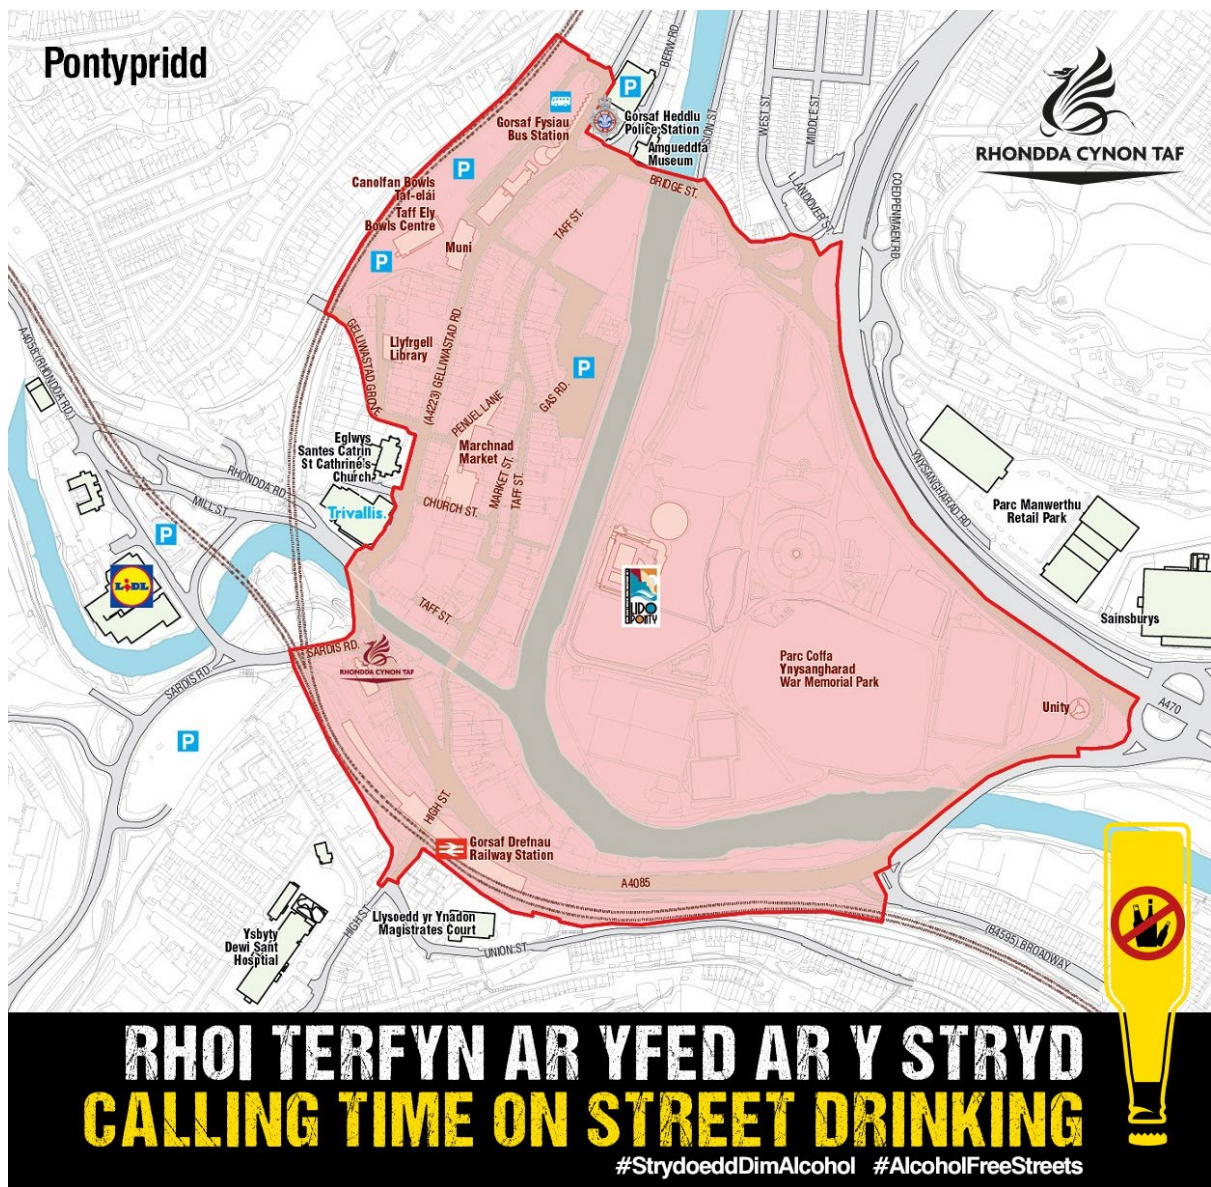 Pontypridd
RHONDDA CYNON TAF
BERW RD
WEST ST.
MIDDLE ST.
LLANDOVER ST.
COEDPENMAEN RD
Gorsaf Fysiau
Bus Station
P
Gorsaf Heddlu
Police Station
Amgueddfa
Museum
BRIDGE ST.
P
Canolfan Bowls
Taf-elái
Taff Ely
Bowls Centre
Muni
TAFF ST.
P
GELLIWASTAD GROVE
Llyfrgell
Library
(A4223) GELLIWASTAD RD.
P
GAS RD.
PENUEL LANE
Marchnad
Market
MARKET ST.
TAFF ST.
CHURCH ST.
Eglwys
Santes Catrin
St Cathrine's
Church
Trivallis.
A4058 (RHONDDA RD.)
RHONDDA RD.
MILL ST.
P
LIDL
TAFF ST.
SARDIS RD.
RHONDDA CYNON TAF
SARDIS RD
P
LIDO
PONTY
YNYSANGHARAD RD.
Parc Manwerthu
Retail Park
Sainsburys
Parc Coffa
Ynysangharad
War Memorial Park
Unity
A470
HIGH ST.
Gorsaf Drefnau
Railway Station
A4085
Llysoedd yr Ynadon
Magistrates Court
HIGH ST.
UNION ST.
(B4595) BROADWAY
Ysbyty
Dewi Sant
Hosptial
RHOI TERFYN AR YFED AR Y STRYD
CALLING TIME ON STREET DRINKING
#StrydoeddDimAlcohol #AlcoholFreeStreets